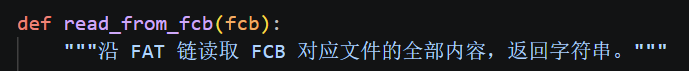 def read_from_fcb(fcb):
    """沿 FAT 链读取 FCB 对应文件的全部内容，返回字符串。"""